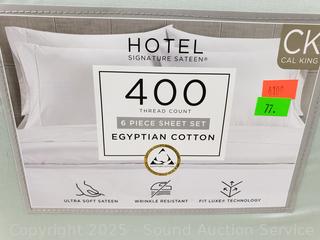 HOTEL
SIGNATURE SATEEN®
CK
CAL KING
400
THREAD COUNT
6 PIECE SHEET SET
EGYPTIAN COTTON
77.
ULTRA SOFT SATEEN
WRINKLE RESISTANT
FIT LUXE® TECHNOLOGY
Copyright 2025 - Sound Auction Service